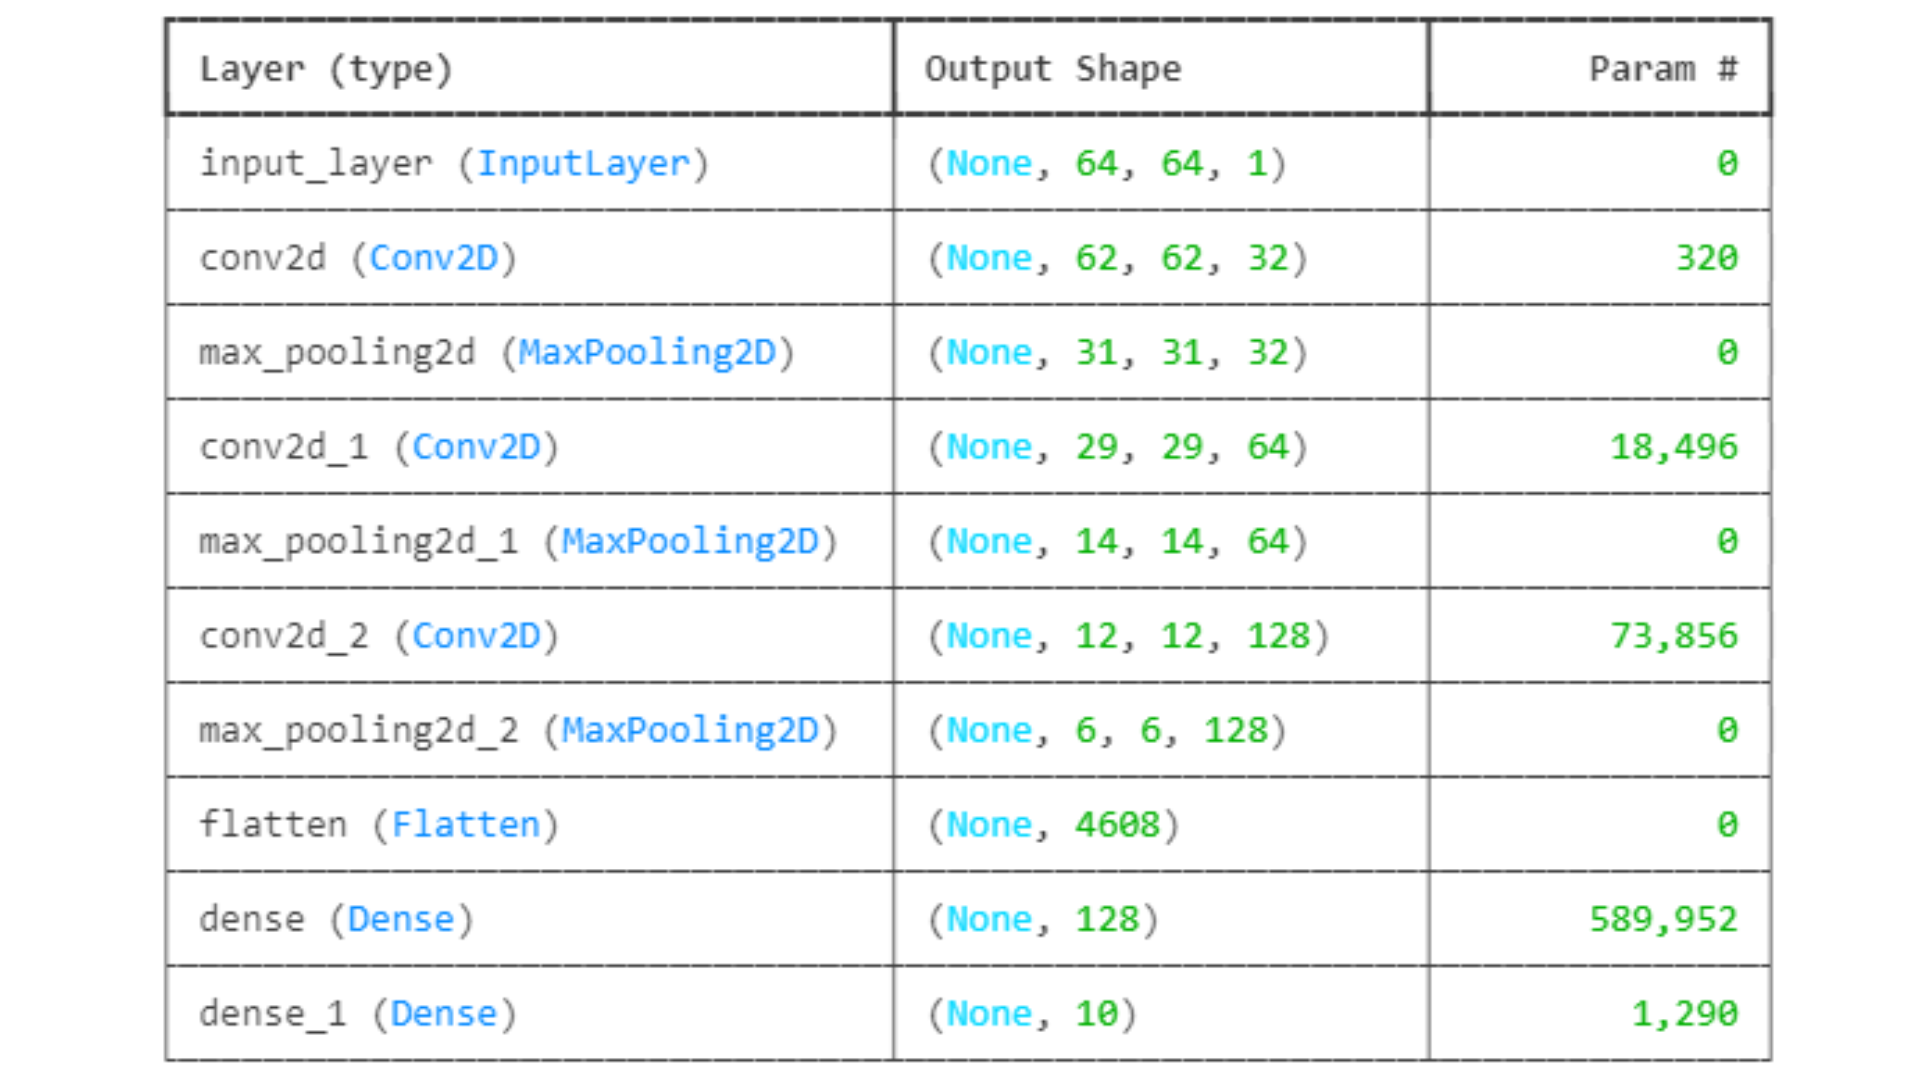 Layer (type) Output Shape Param #
input_layer (InputLayer) (None, 64, 64, 1) 0
conv2d (Conv2D) (None, 62, 62, 32) 320
max_pooling2d (MaxPooling2D) (None, 31, 31, 32) 0
conv2d_1 (Conv2D) (None, 29, 29, 64) 18,496
max_pooling2d_1 (MaxPooling2D) (None, 14, 14, 64) 0
conv2d_2 (Conv2D) (None, 12, 12, 128) 73,856
max_pooling2d_2 (MaxPooling2D) (None, 6, 6, 128) 0
flatten (Flatten) (None, 4608) 0
dense (Dense) (None, 128) 589,952
dense_1 (Dense) (None, 10) 1,290